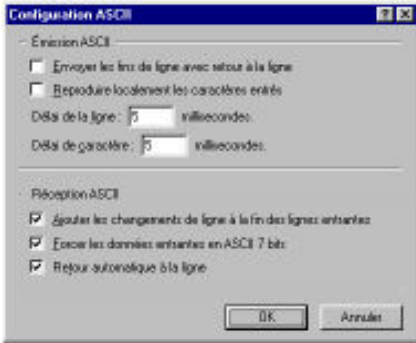 Configuration ASCII
Émission ASCII
Envoyer les fins de ligne avec retour à la ligne
Reproduire localement les caractères entrés
Délai de la ligne : 5 millisecondes.
Délai de caractère : 5 millisecondes.
Réception ASCII
Ajouter les changements de ligne à la fin des lignes entrantes
Forcer les données entrantes en ASCII 7 bits
Retour automatique à la ligne
OK Annuler